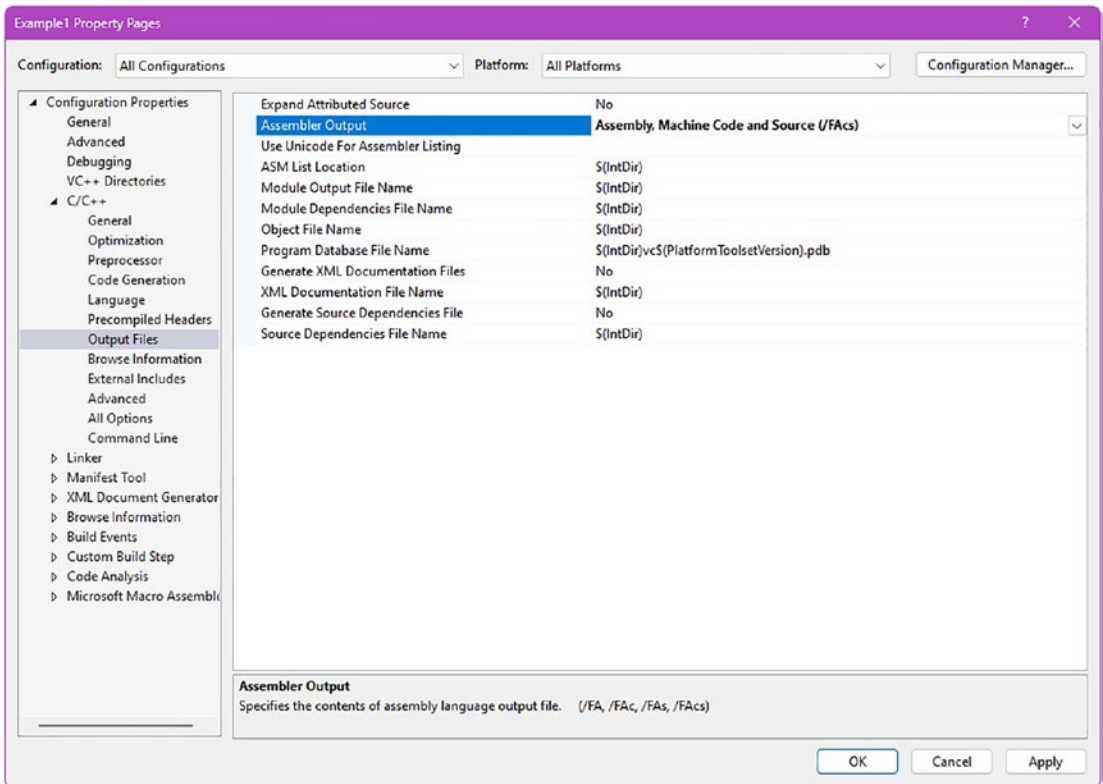 Example1 Property Pages
?
Configuration: All Configurations Platform: All Platforms Configuration Manager...
Configuration Properties
General
Advanced
Debugging
VC++ Directories
C/C++
General
Optimization
Preprocessor
Code Generation
Language
Precompiled Headers
Output Files
Browse Information
External Includes
Advanced
All Options
Command Line
Linker
Manifest Tool
XML Document Generator
Browse Information
Build Events
Custom Build Step
Code Analysis
Microsoft Macro Assemble
Expand Attributed Source No
Assembler Output Assembly, Machine Code and Source (/FAcs)
Use Unicode For Assembler Listing
ASM List Location $(IntDir)
Module Output File Name $(IntDir)
Module Dependencies File Name $(IntDir)
Object File Name $(IntDir)
Program Database File Name $(IntDir)vc$(PlatformToolsetVersion).pdb
Generate XML Documentation Files No
XML Documentation File Name $(IntDir)
Generate Source Dependencies File No
Source Dependencies File Name $(IntDir)
Assembler Output
Specifies the contents of assembly language output file. (/FA, /FAc, /FAs, /FAcs)
OK Cancel Apply